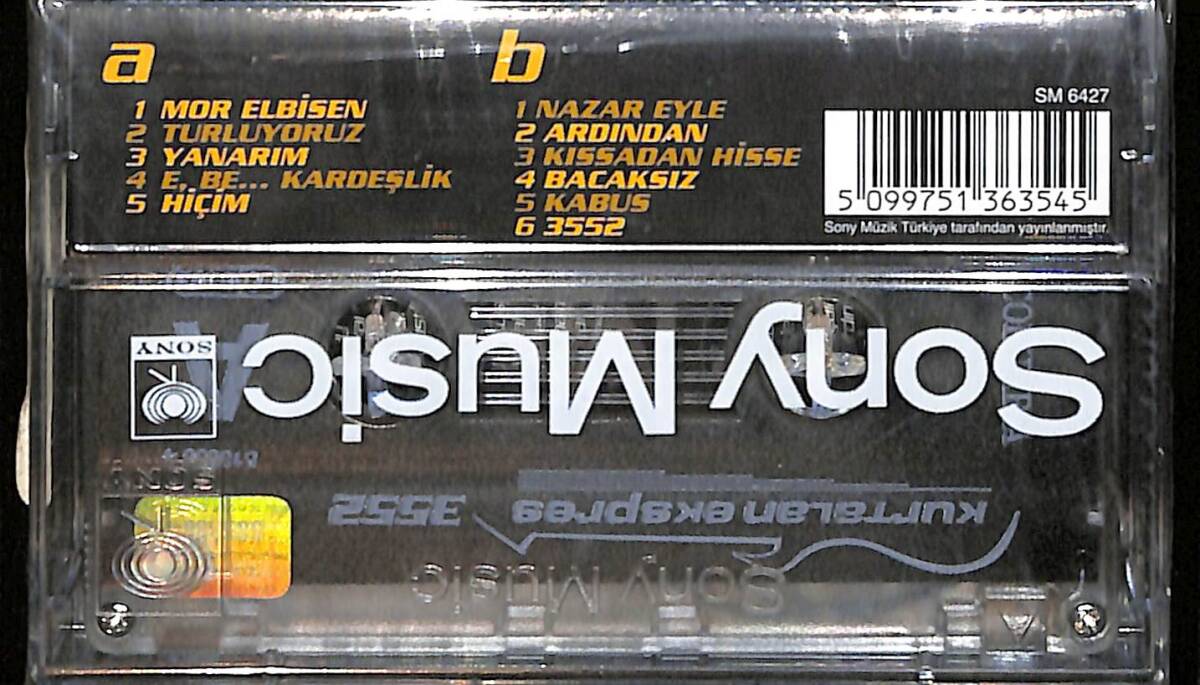 a
1 MOR ELBİSEN
2 TURLUYORUZ
3 YANARIM
4 E, BE... KARDEŞLİK
5 HİÇİM
b
1 NAZAR EYLE
2 ARDINDAN
3 KISSADAN HİSSE
4 BACAKSIZ
5 KABUS
6 3552
SM 6427
5 099751 363545
Sony Müzik Türkiye tarafından yayınlanmıştır.
Sony Music
SONY
SONY
kurtalan ekspres
3552
Sony Music